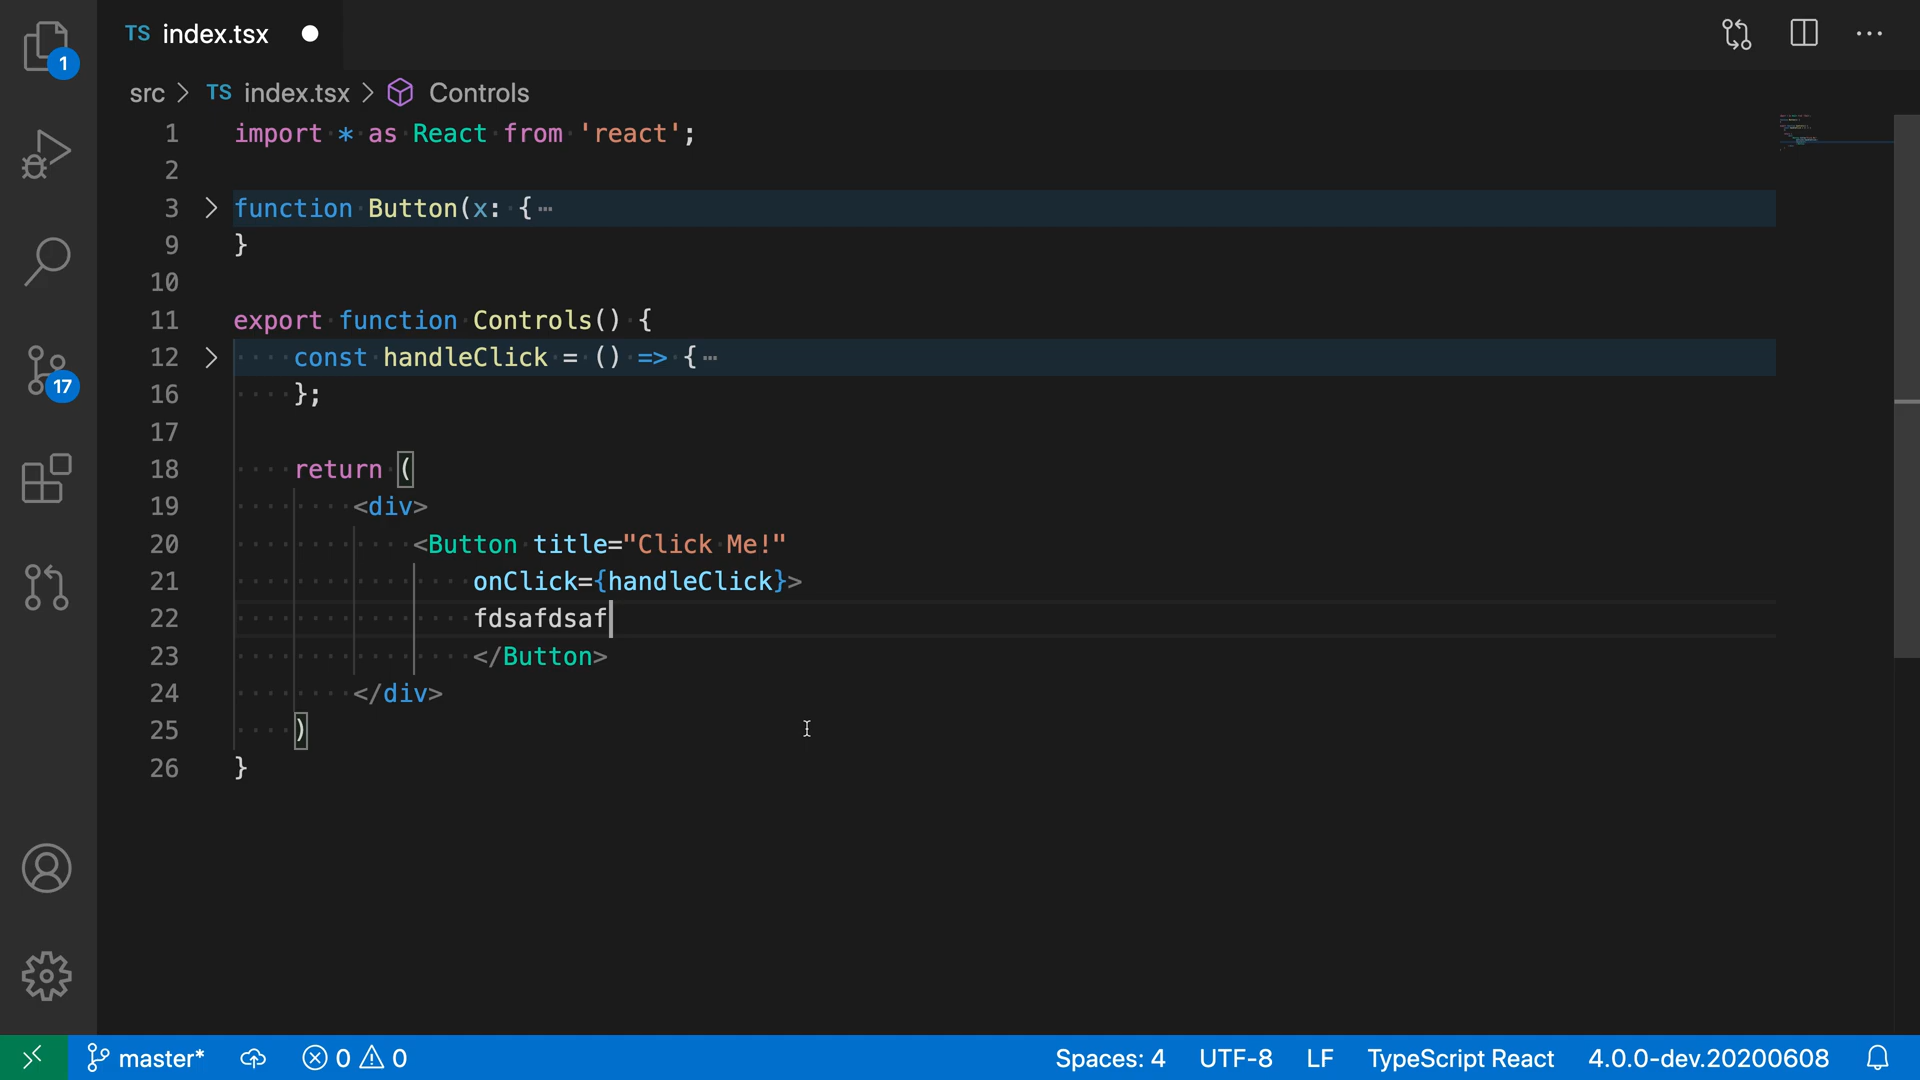 TS index.tsx
1
src > TS index.tsx > Controls
1 import * as React from 'react';
2
3 > function Button(x: { ⋯
9 }
10
11 export function Controls() {
12 > const handleClick = () => { ⋯
16 };
17
17
18 return (
19 <div>
20 <Button title="Click Me!"
21 onClick={handleClick}>
22 fdsafdsaf
23 </Button>
24 </div>
25 )
26 }
master* 0 0 Spaces: 4 UTF-8 LF TypeScript React 4.0.0-dev.20200608